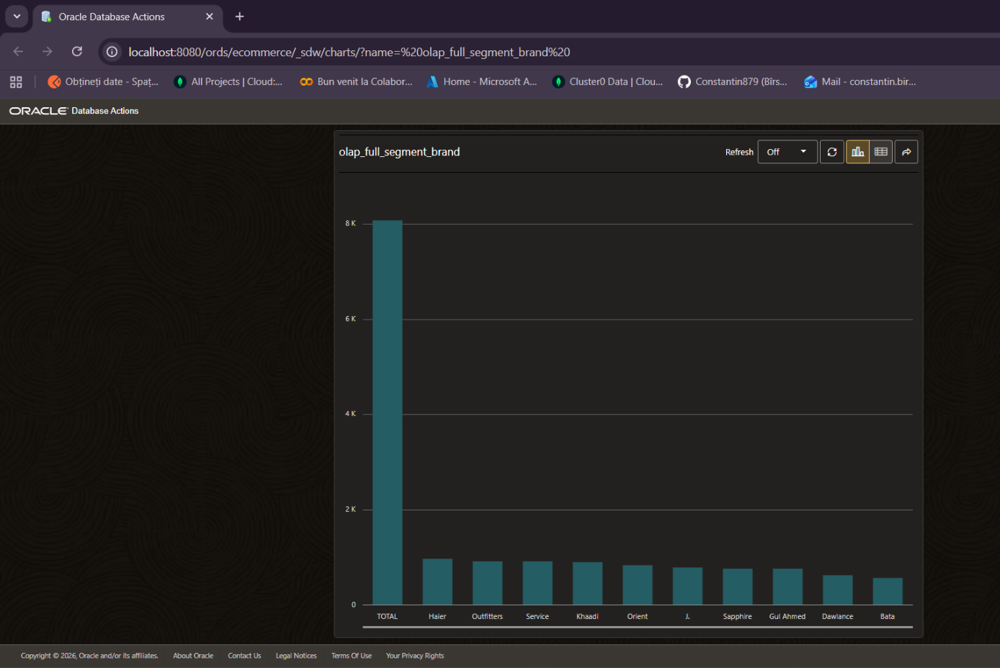 Oracle Database Actions
localhost:8080/ords/ecommerce/_sdw/charts/?name=%20olap_full_segment_brand%20
Obțineți date - Spaț...
All Projects | Cloud:...
Bun venit la Colabor...
Home - Microsoft A...
Cluster0 Data | Clou...
Constantin879 (Bîrs...
Mail - constantin.bir...
ORACLE Database Actions
olap_full_segment_brand
Refresh
Off
8 K
6 K
4 K
2 K
0
TOTAL
Haier
Outfitters
Service
Khaadi
Orient
J.
Sapphire
Gul Ahmed
Dawlance
Bata
Copyright © 2026, Oracle and/or its affiliates.
About Oracle
Contact Us
Legal Notices
Terms Of Use
Your Privacy Rights